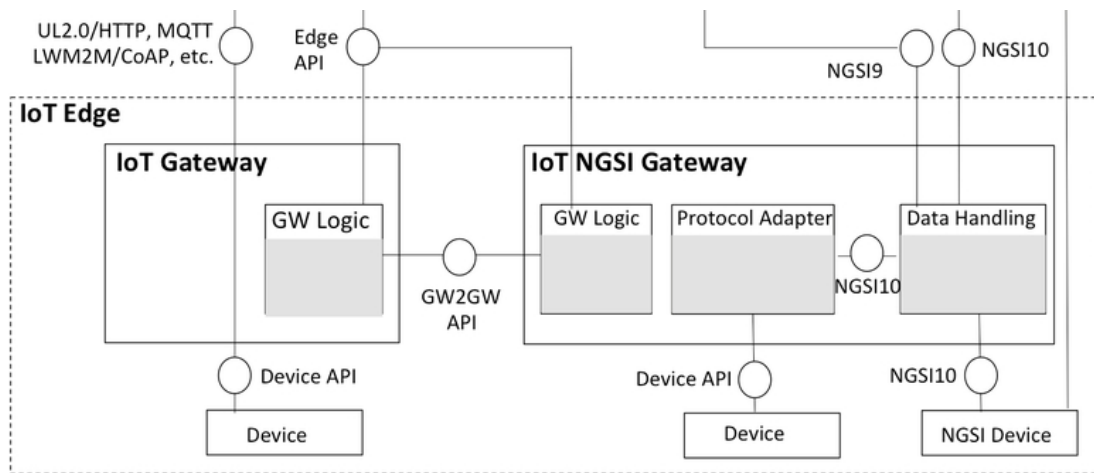 UL2.0/HTTP, MQTT
LWM2M/CoAP, etc.
Edge
API
NGSI9
NGSI10
IoT Edge
IoT Gateway
IoT NGSI Gateway
GW Logic
GW Logic
Protocol Adapter
Data Handling
GW2GW
API
NGSI10
Device API
Device API
NGSI10
Device
Device
NGSI Device